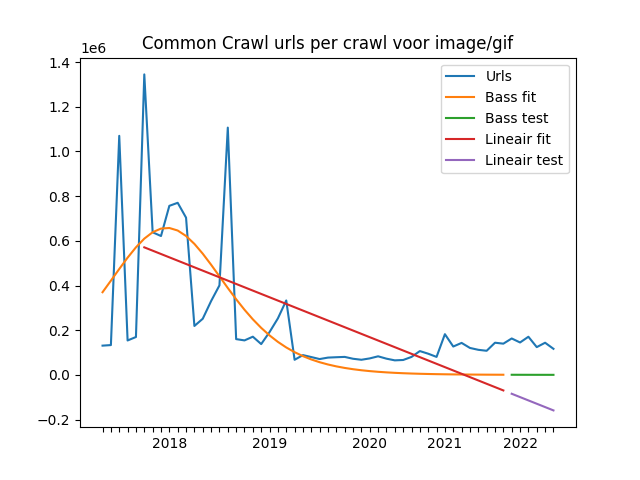 Common Crawl urls per crawl voor image/gif
1e6
1.4
1.2
1.0
0.8
0.6
0.4
0.2
0.0
−0.2
2018 2019 2020 2021 2022
Urls
Bass fit
Bass test
Lineair fit
Lineair test